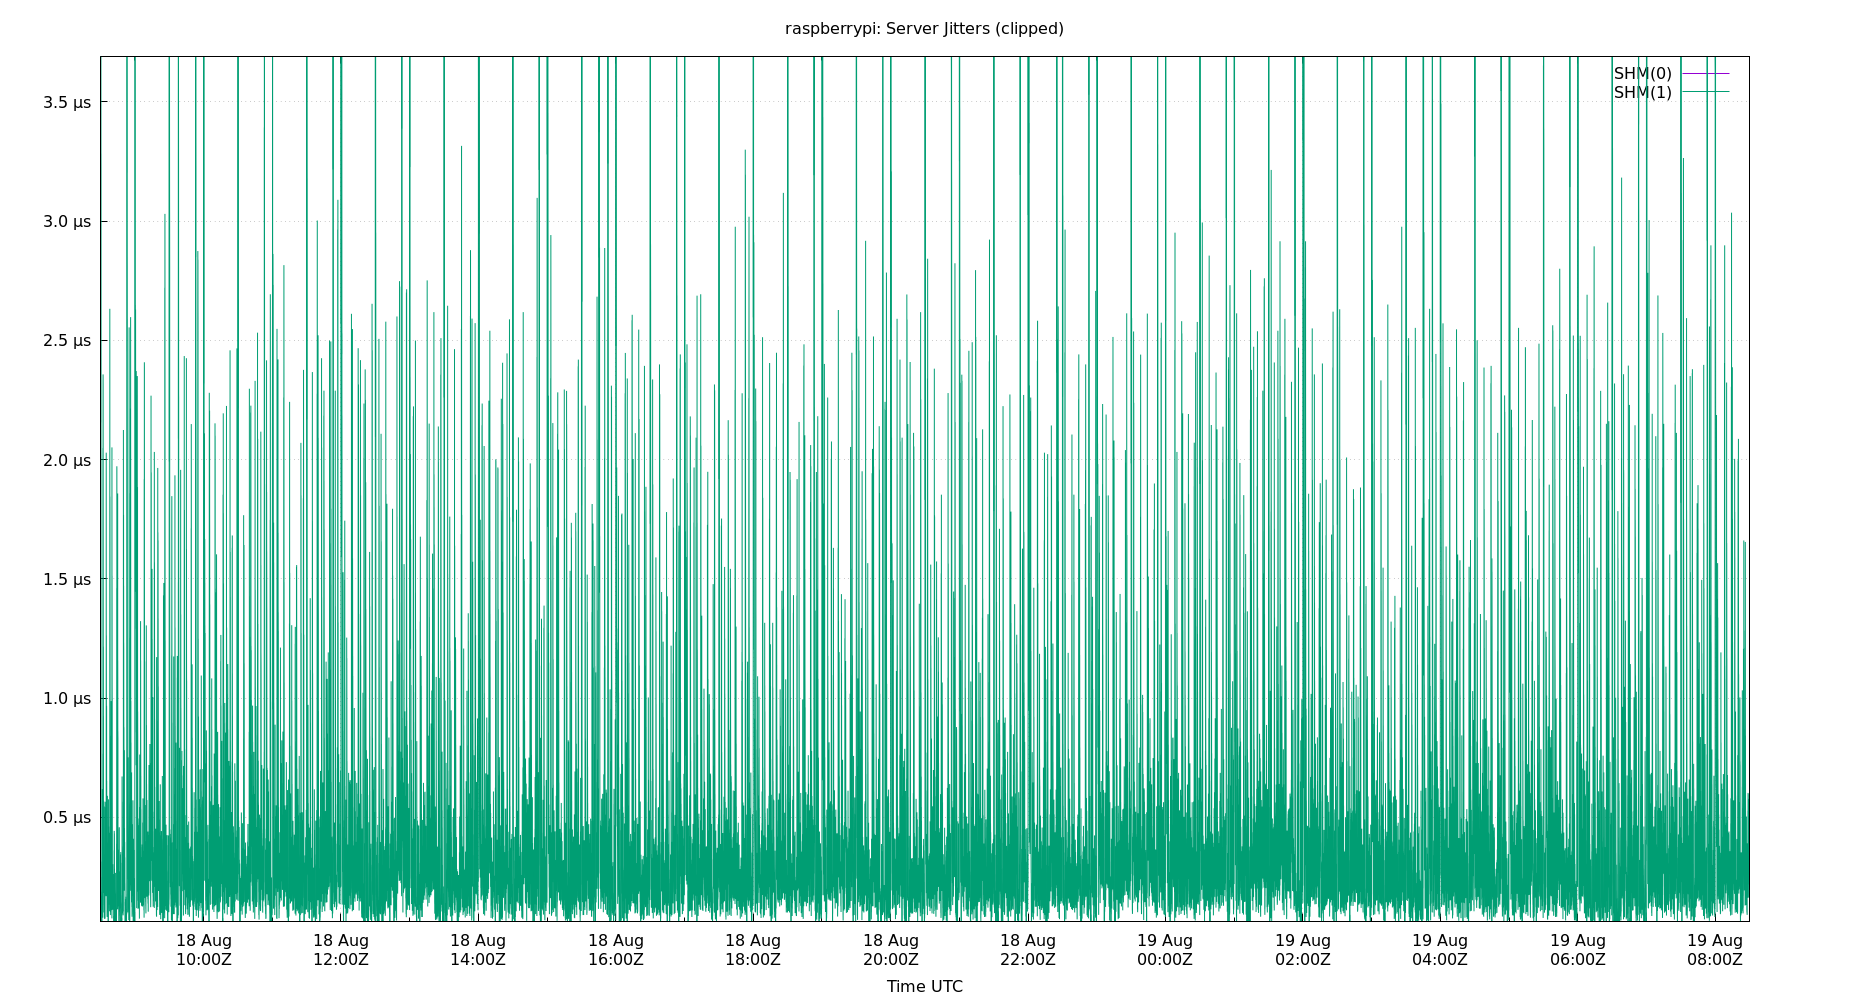 raspberrypi: Server Jitters (clipped)
SHM(0)
SHM(1)
3.5 µs
3.0 µs
2.5 µs
2.0 µs
1.5 µs
1.0 µs
0.5 µs
18 Aug 18 Aug 18 Aug 18 Aug 18 Aug 18 Aug 18 Aug 19 Aug 19 Aug 19 Aug 19 Aug 19 Aug
10:00Z 12:00Z 14:00Z 16:00Z 18:00Z 20:00Z 22:00Z 00:00Z 02:00Z 04:00Z 06:00Z 08:00Z
Time UTC